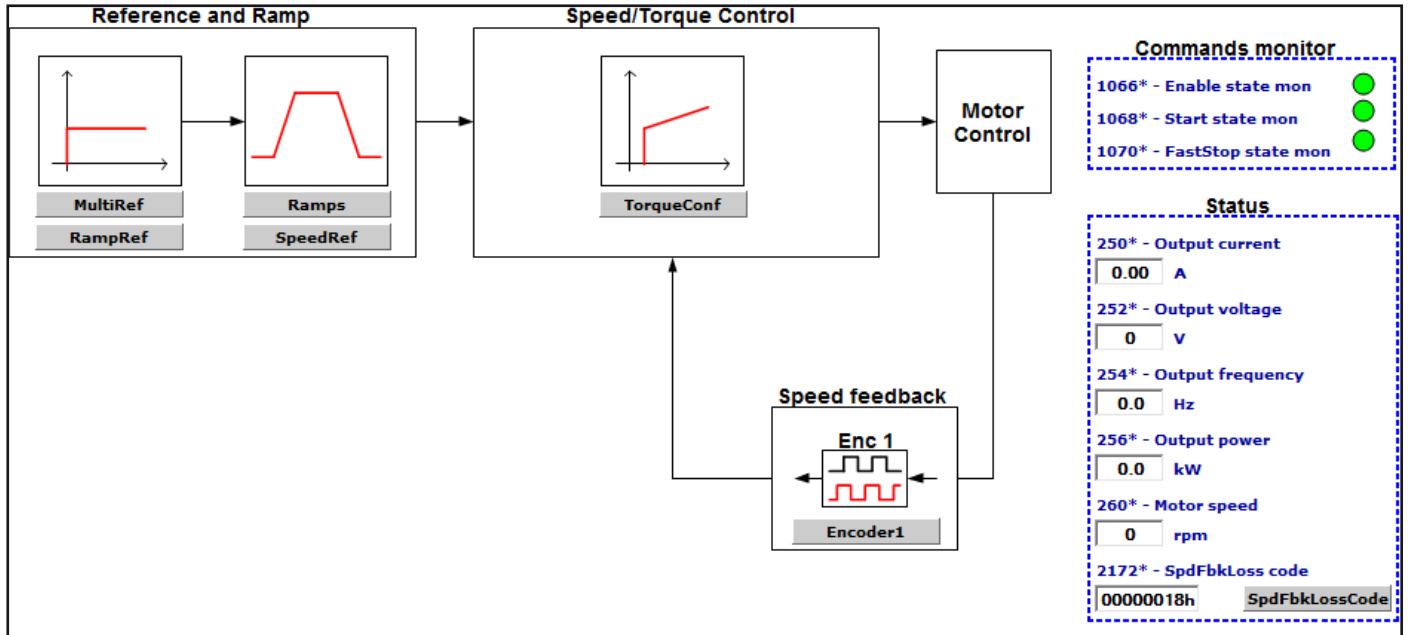 Reference and Ramp
MultiRef
RampRef
Ramps
SpeedRef
Speed/Torque Control
TorqueConf
Motor
Control
Speed feedback
Enc 1
Encoder1
Commands monitor
1066* - Enable state mon
1068* - Start state mon
1070* - FastStop state mon
Status
250* - Output current
0.00 A
252* - Output voltage
0 V
254* - Output frequency
0.0 Hz
256* - Output power
0.0 kW
260* - Motor speed
0 rpm
2172* - SpdFbkLoss code
00000018h SpdFbkLossCode